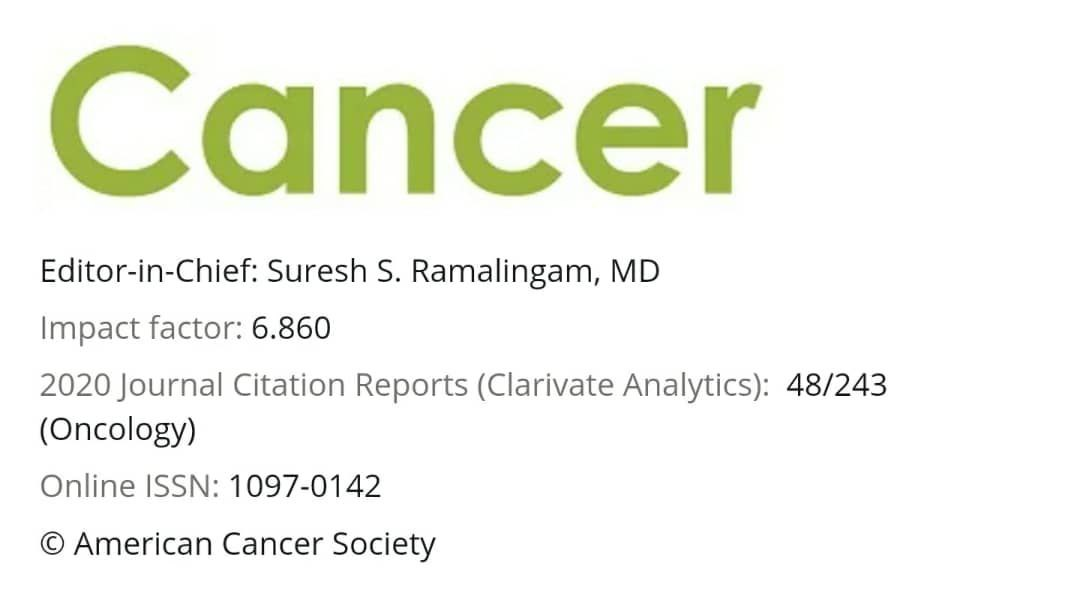 Cancer
Editor-in-Chief: Suresh S. Ramalingam, MD
Impact factor: 6.860
2020 Journal Citation Reports (Clarivate Analytics): 48/243
(Oncology)
Online ISSN: 1097-0142
© American Cancer Society